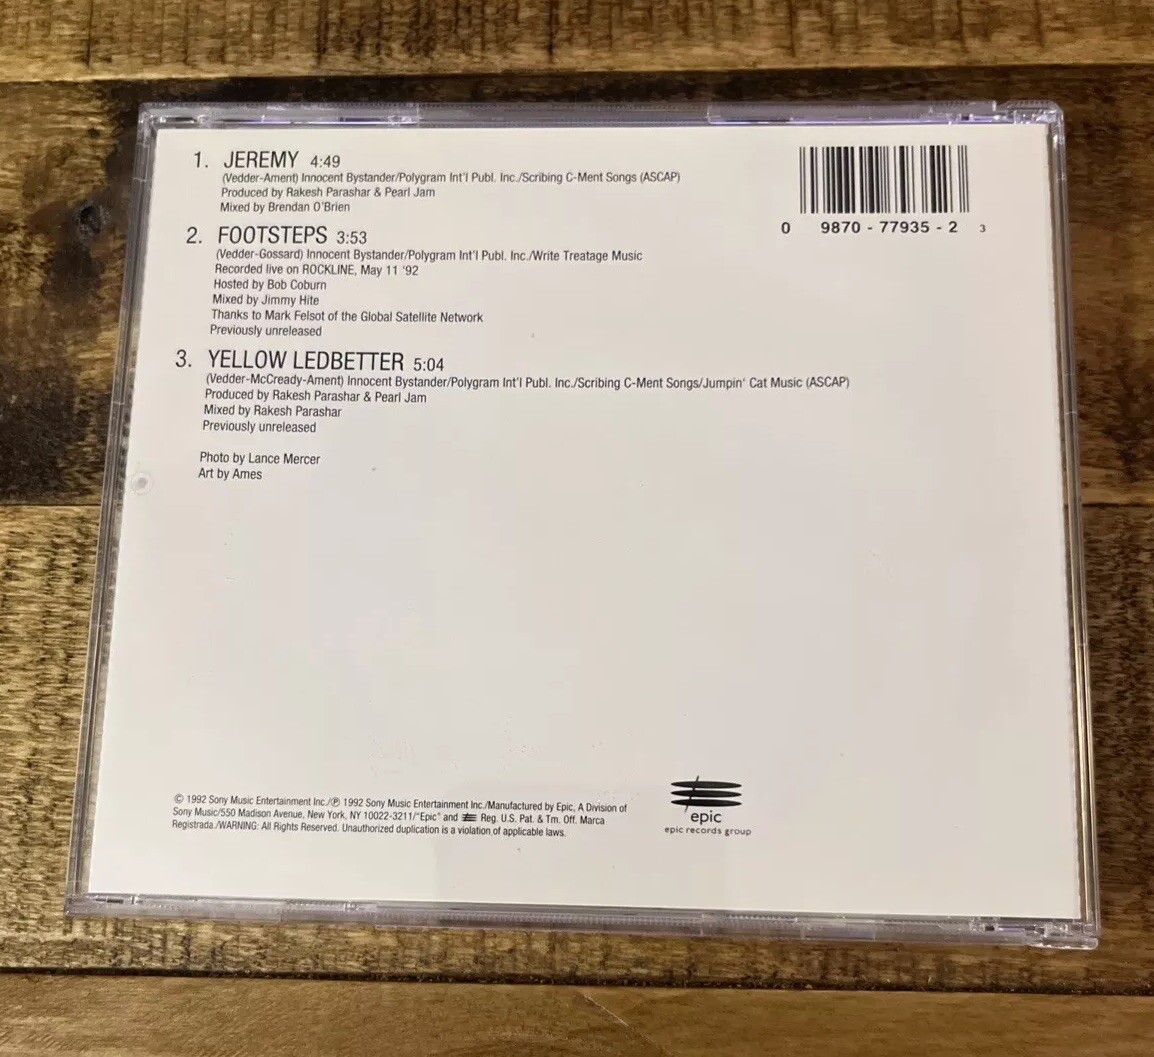 1. JEREMY 4:49
(Vedder-Ament) Innocent Bystander/Polygram Int'l Publ. Inc./Scribing C-Ment Songs (ASCAP)
Produced by Rakesh Parashar & Pearl Jam
Mixed by Brendan O'Brien
2. FOOTSTEPS 3:53
(Vedder-Gossard) Innocent Bystander/Polygram Int'l Publ. Inc./Write Treatage Music
Recorded live on ROCKLINE, May 11 '92
Hosted by Bob Coburn
Mixed by Jimmy Hite
Thanks to Mark Felsot of the Global Satellite Network
Previously unreleased
3. YELLOW LEDBETTER 5:04
(Vedder-McCready-Ament) Innocent Bystander/Polygram Int'l Publ. Inc./Scribing C-Ment Songs/Jumpin' Cat Music (ASCAP)
Produced by Rakesh Parashar & Pearl Jam
Mixed by Rakesh Parashar
Previously unreleased
Photo by Lance Mercer
Art by Ames
0 9870 - 77935 - 2 3
© 1992 Sony Music Entertainment Inc./℗ 1992 Sony Music Entertainment Inc./Manufactured by Epic, A Division of
Sony Music/550 Madison Avenue, New York, NY 10022-3211/"Epic" and Reg. U.S. Pat. & Tm. Off. Marca
Registrada./WARNING: All Rights Reserved. Unauthorized duplication is a violation of applicable laws.
epic
epic records group